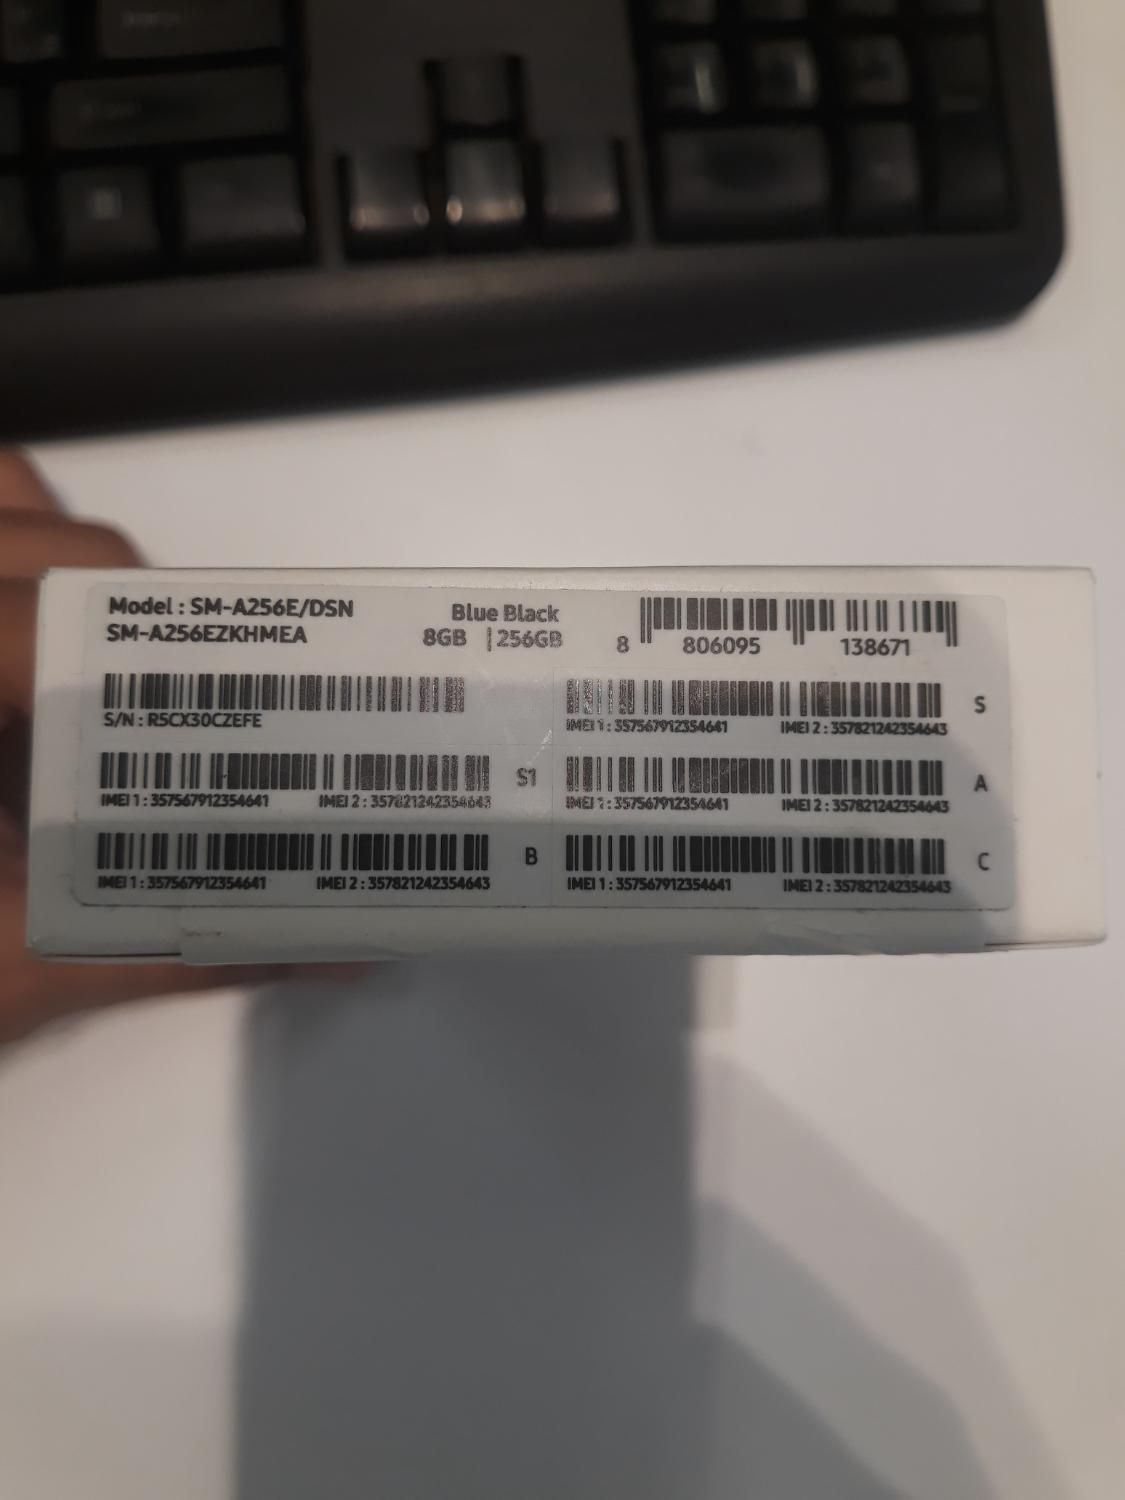 Model : SM-A256E/DSN
SM-A256EZKHMEA
Blue Black
8GB | 256GB
8 806095 138671
S/N : R5CX30CZEFE
IMEI 1 : 357567912354641 IMEI 2 : 357821242354643 S
IMEI 1 : 357567912354641 IMEI 2 : 357821242354643 S1
IMEI 1 : 357567912354641 IMEI 2 : 357821242354643 A
IMEI 1 : 357567912354641 IMEI 2 : 357821242354643 B
IMEI 1 : 357567912354641 IMEI 2 : 357821242354643 C